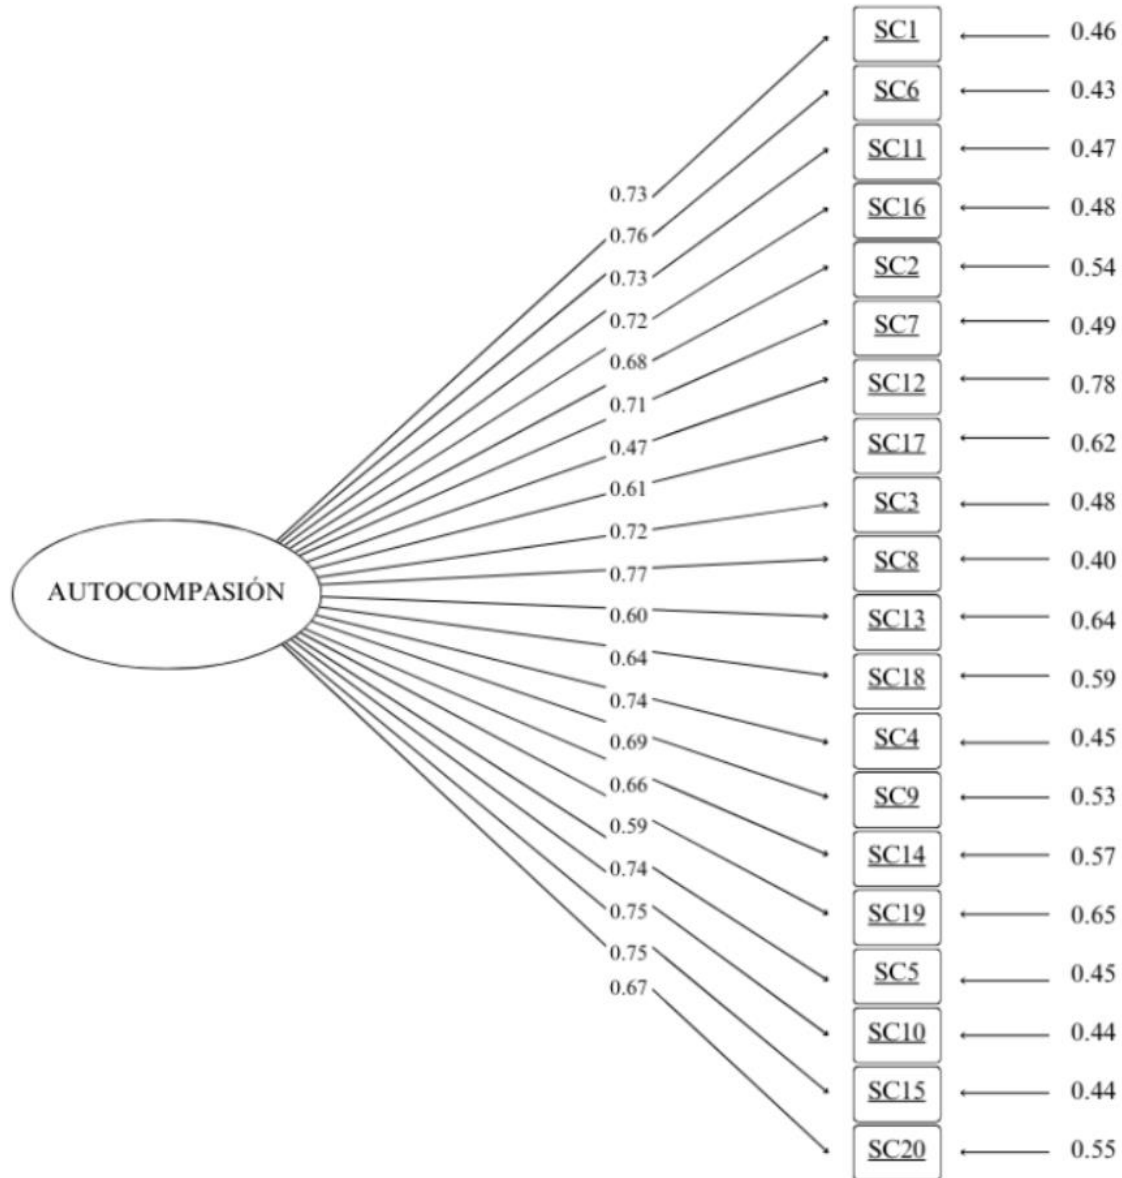 SC1 0.46
SC6 0.43
SC11 0.47
0.73 SC16 0.48
0.76
0.73 SC2 0.54
0.72 SC7 0.49
0.68
0.71 SC12 0.78
0.47 SC17 0.62
0.61
0.72 SC3 0.48
0.77 SC8 0.40
AUTOCOMPASIÓN
0.60 SC13 0.64
0.64 SC18 0.59
0.74
0.69 SC4 0.45
0.66 SC9 0.53
0.59
0.74 SC14 0.57
0.75 SC19 0.65
0.75
0.67 SC5 0.45
SC10 0.44
SC15 0.44
SC20 0.55